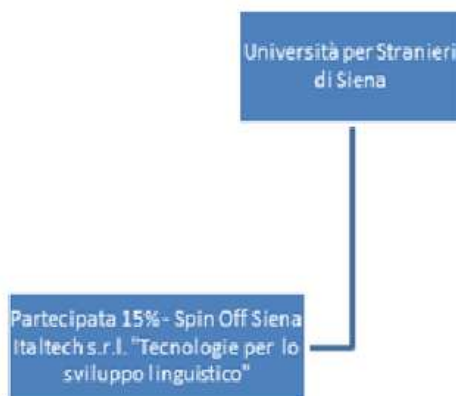 Università per Stranieri
di Siena
Partecipata 15% - Spin Off Siena
Italtech s.r.l. "Tecnologie per lo
sviluppo linguistico"